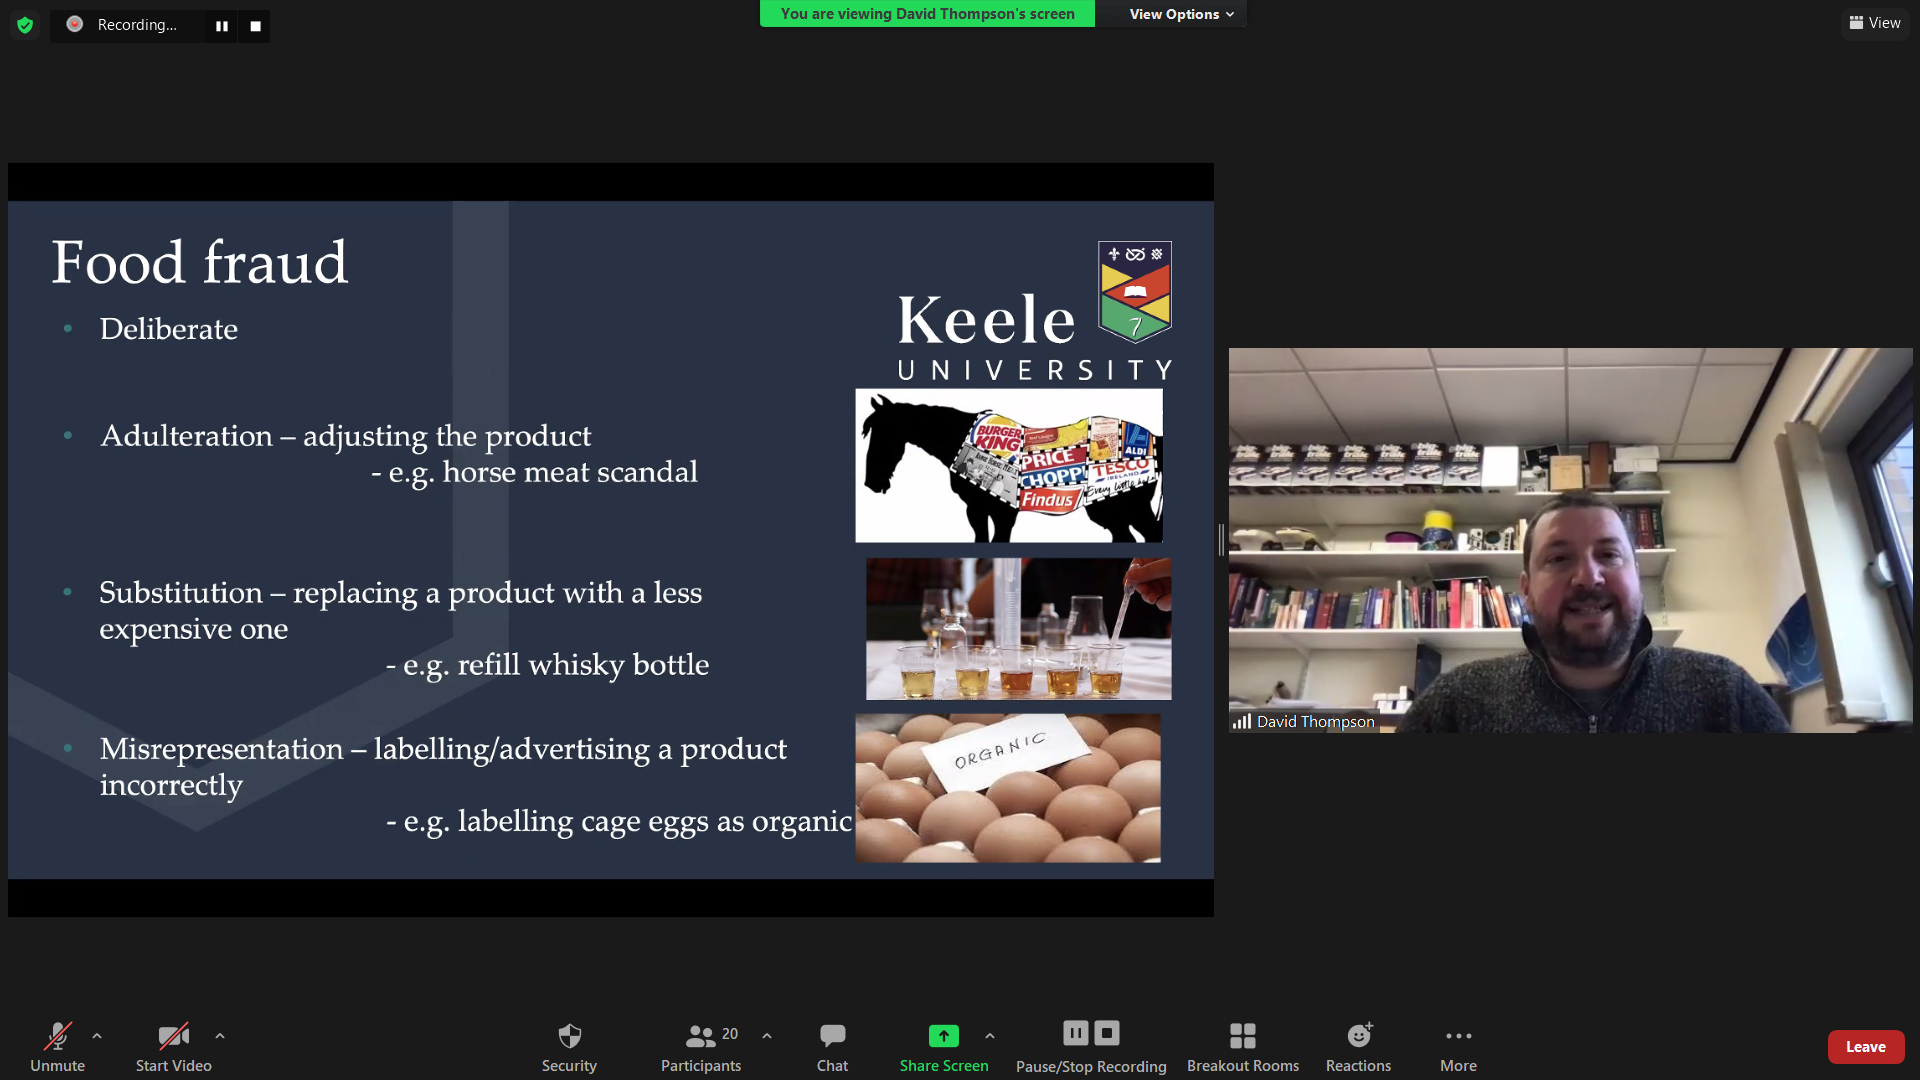 Recording...
You are viewing David Thompson's screen
View Options
View
Food fraud
• Deliberate
• Adulteration – adjusting the product
- e.g. horse meat scandal
• Substitution – replacing a product with a less
expensive one
- e.g. refill whisky bottle
• Misrepresentation – labelling/advertising a product
incorrectly
- e.g. labelling cage eggs as organic
Keele
UNIVERSITY
BURGER
KING
PRICE
CHOPP
Findus
TESCO
IRELAND
ALDI
ORGANIC
David Thompson
Unmute
Start Video
Security
20
Participants
Chat
Share Screen
Pause/Stop Recording
Breakout Rooms
Reactions
More
Leave